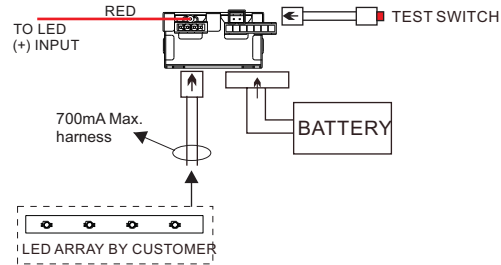 RED
TO LED
(+) INPUT
TEST SWITCH
700mA Max.
harness
BATTERY
LED ARRAY BY CUSTOMER